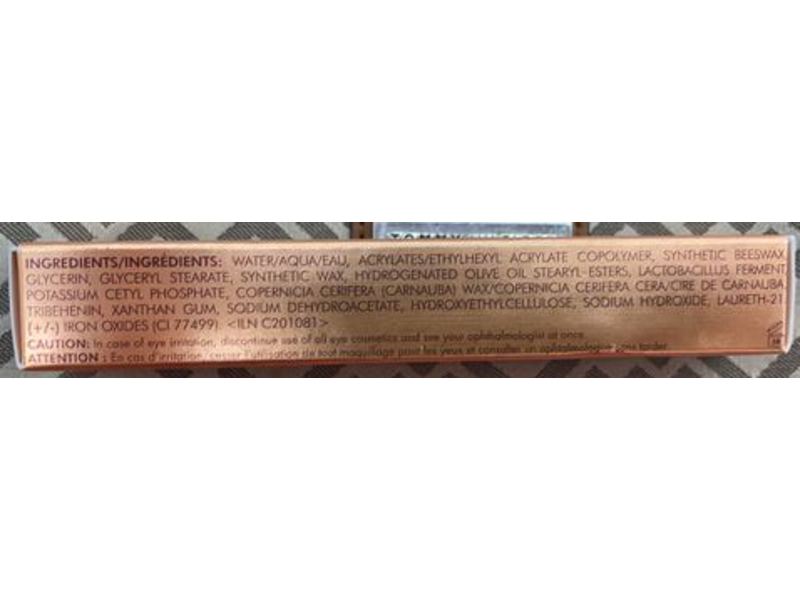 TOMMY
INGREDIENTS/INGRÉDIENTS: WATER/AQUA/EAU, ACRYLATES/ETHYLHEXYL ACRYLATE COPOLYMER, SYNTHETIC BEESWAX,
GLYCERIN, GLYCERYL STEARATE, SYNTHETIC WAX, HYDROGENATED OLIVE OIL STEARYL ESTERS, LACTOBACILLUS FERMENT,
POTASSIUM CETYL PHOSPHATE, COPERNICIA CERIFERA (CARNAUBA) WAX/COPERNICIA CERIFERA CERA/CIRE DE CARNAUBA,
TRIBEHENIN, XANTHAN GUM, SODIUM DEHYDROACETATE, HYDROXYETHYLCELLULOSE, SODIUM HYDROXIDE, LAURETH-21
(+/-) IRON OXIDES (CI 77499). <ILN C201081>
CAUTION: In case of eye irritation, discontinue use of all eye cosmetics and see your ophthalmologist at once.
ATTENTION : En cas d'irritation, cesser l'utilisation de tout maquillage pour les yeux et consulter un ophtalmologiste sans tarder.